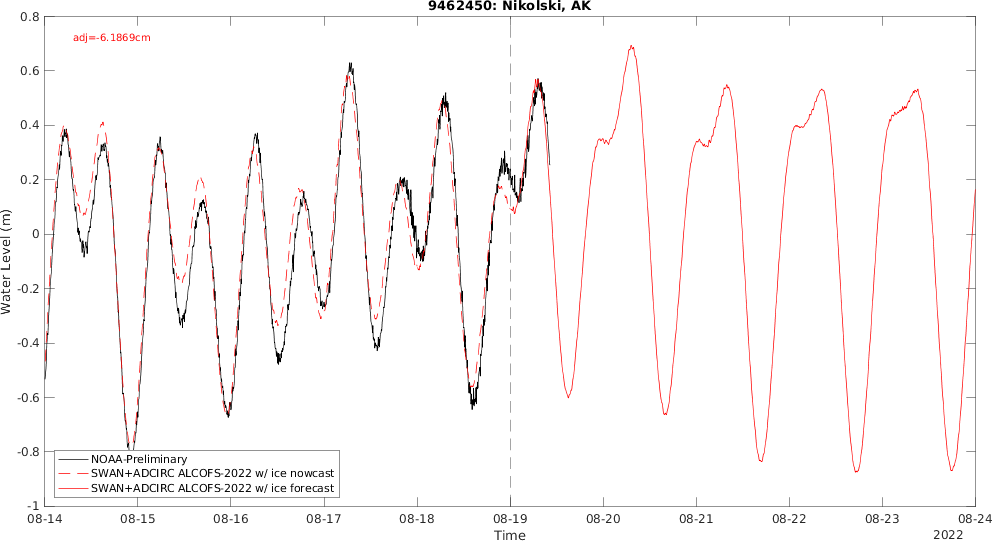 9462450: Nikolski, AK
adj=-6.1869cm
0.8
0.6
0.4
0.2
0
-0.2
-0.4
-0.6
-0.8
-1
Water Level (m)
NOAA-Preliminary
SWAN+ADCIRC ALCOFS-2022 w/ ice nowcast
SWAN+ADCIRC ALCOFS-2022 w/ ice forecast
08-14 08-15 08-16 08-17 08-18 08-19 08-20 08-21 08-22 08-23 08-24
Time
2022